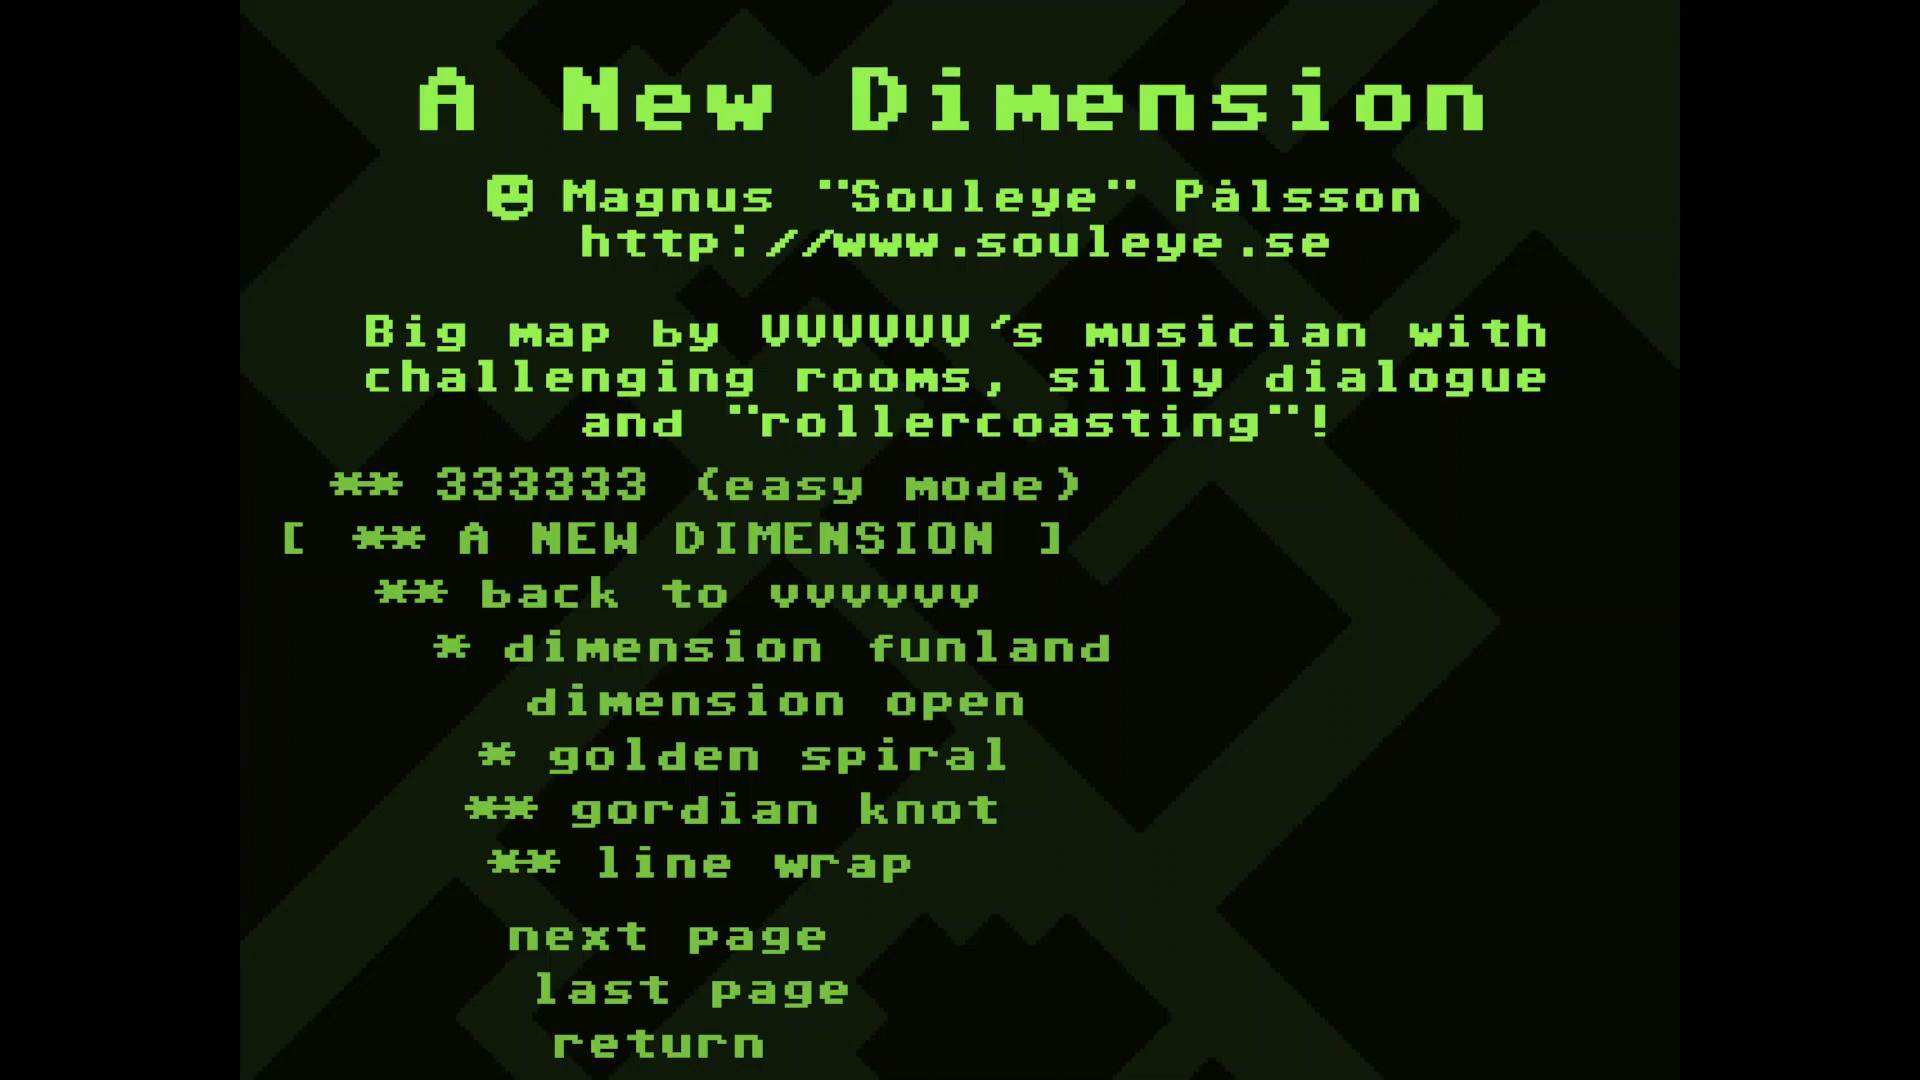 A New Dimension
Magnus "Souleye" Pålsson
http://www.souleye.se
Big map by VVVVVV's musician with
challenging rooms, silly dialogue
and "rollercoasting"!
** 333333 (easy mode)
[ ** A NEW DIMENSION ]
** back to vvvvvv
* dimension funland
dimension open
* golden spiral
** gordian knot
** line wrap
next page
last page
return